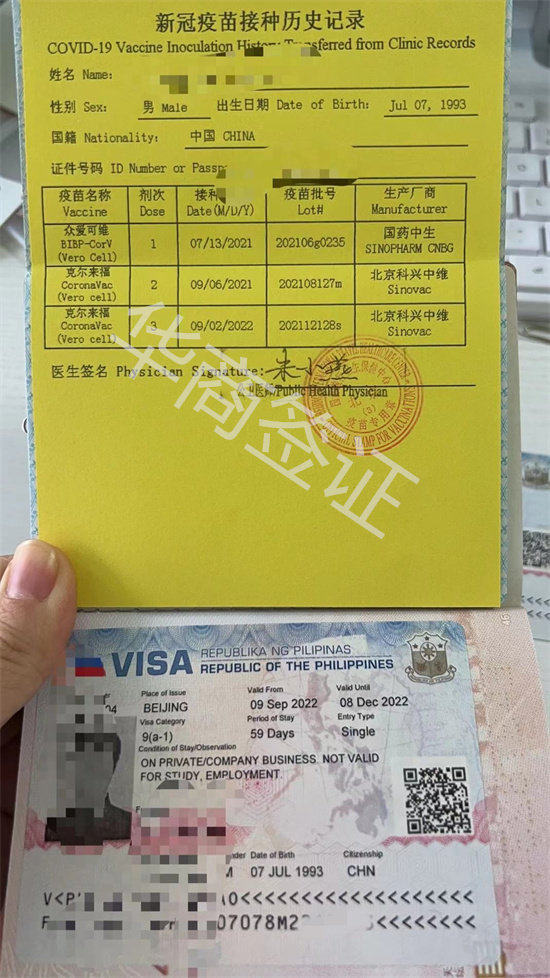 新冠疫苗接种历史记录
COVID-19 Vaccine Inoculation History Transferred from Clinic Records
姓名 Name:
性别 Sex: 男 Male 出生日期 Date of Birth: Jul 07, 1993
国籍 Nationality: 中国 CHINA
证件号码 ID Number or Passp
疫苗名称 剂次 接种 疫苗批号 生产厂商
Vaccine Dose Date(M/D/Y) Lot# Manufacturer
众爱可维 国药中生
BIBP-CorV 1 07/13/2021 202106g0235 SINOPHARM CNBG
(Vero Cell)
克尔来福 北京科兴中维
CoronaVac 2 09/06/2021 202108127m Sinovac
(Vero cell)
克尔来福 北京科兴中维
CoronaVac 3 09/02/2022 202112128s Sinovac
(Vero cell)
医生签名 Physician Signature:
公卫医师/Public Health Physician
疫苗专用章
华商签证
VISA
REPUBLIKA NG PILIPINAS
REPUBLIC OF THE PHILIPPINES
Place of Issue Valid From Valid Until
04 BEIJING 09 Sep 2022 08 Dec 2022
Visa Category Period of Stay Entry Type
9(a-1) 59 Days Single
Condition of Stay/Observation
ON PRIVATE/COMPANY BUSINESS. NOT VALID
FOR STUDY, EMPLOYMENT.
nder Date of Birth Citizenship
M 07 JUL 1993 CHN